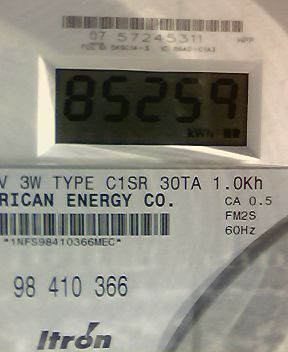 07 57245311
85259
kWh
V 3W TYPE C1SR 30TA 1.0Kh
RICAN ENERGY CO.
CA 0.5
FM2S
60Hz
*1NFS98410366MEC*
98 410 366
Itrón